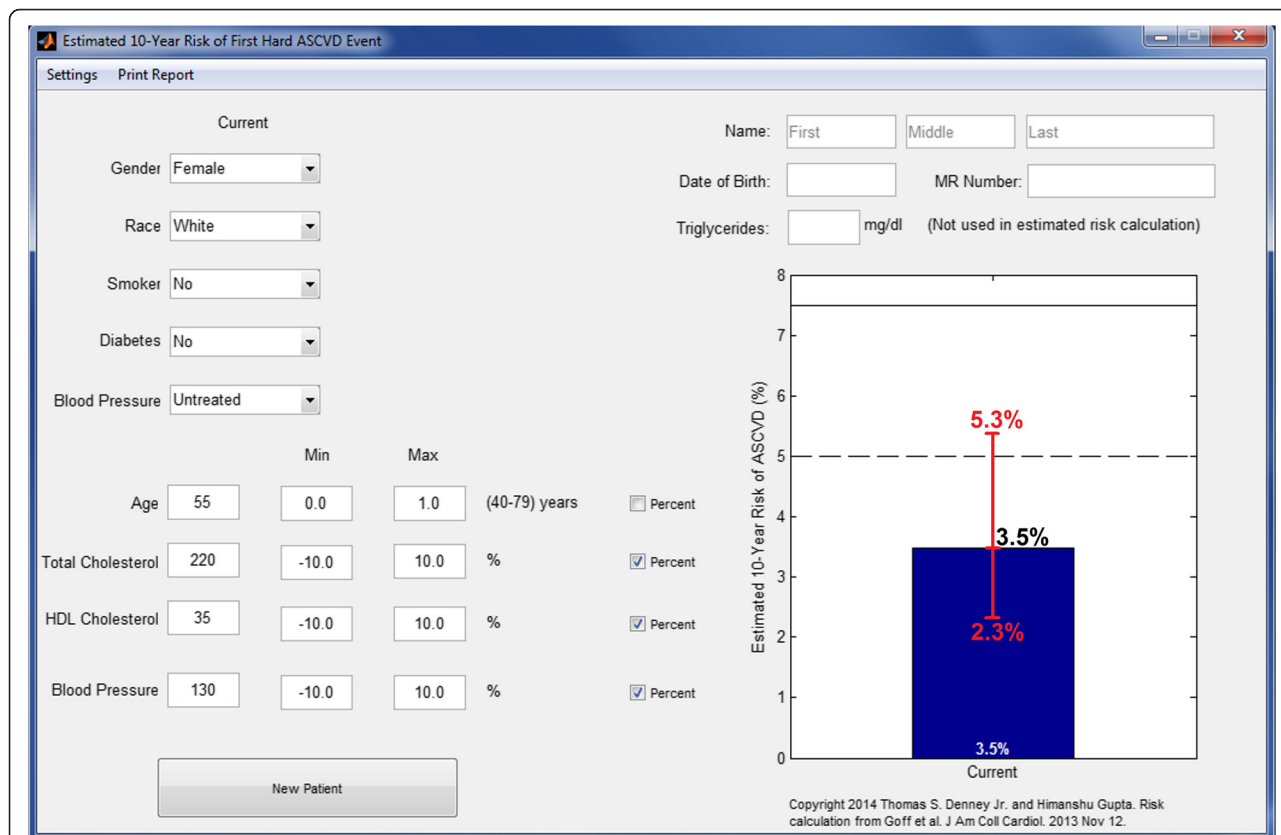 Estimated 10-Year Risk of First Hard ASCVD Event
Settings Print Report
Current
Gender Female
Race White
Smoker No
Diabetes No
Blood Pressure Untreated
Min Max
Age 55 0.0 1.0 (40-79) years Percent
Total Cholesterol 220 -10.0 10.0 % Percent
HDL Cholesterol 35 -10.0 10.0 % Percent
Blood Pressure 130 -10.0 10.0 % Percent
New Patient
Name: First Middle Last
Date of Birth: MR Number:
Triglycerides: mg/dl (Not used in estimated risk calculation)
Estimated 10-Year Risk of ASCVD (%)
8
7
6
5
4
3
2
1
0
5.3%
3.5%
2.3%
3.5%
Current
Copyright 2014 Thomas S. Denney Jr. and Himanshu Gupta. Risk
calculation from Goff et al. J Am Coll Cardiol. 2013 Nov 12.